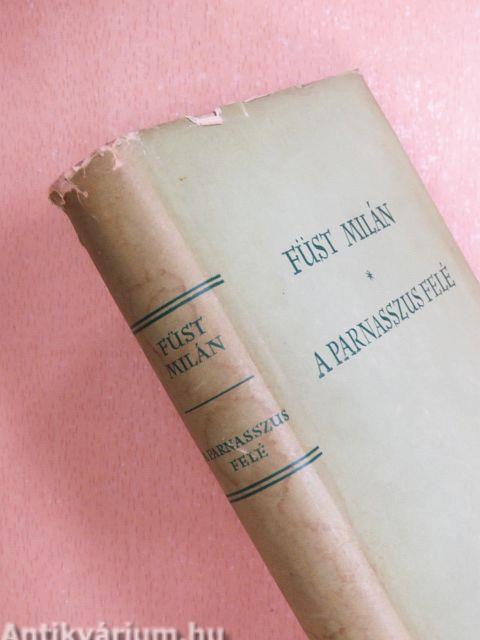 FÜST MILÁN
*
A PARNASSZUS FELÉ
FÜST
MILÁN
A PARNASSZUS
FELÉ
Antikvárium.hu